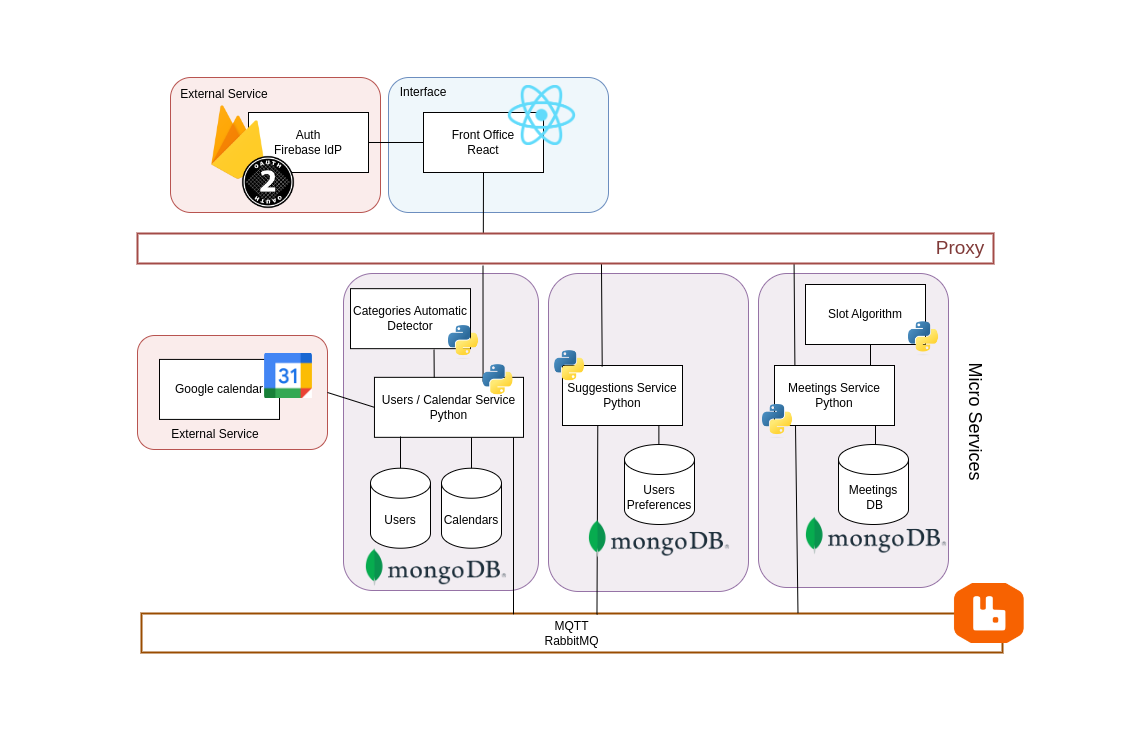 External Service
Interface
Auth
Firebase IdP
OAUTH
2
OAUTH
Front Office
React
Proxy
Categories Automatic
Detector
Slot Algorithm
Google calendar
31
External Service
Users / Calendar Service
Python
Suggestions Service
Python
Meetings Service
Python
Micro Services
Users
Calendars
Users
Preferences
Meetings
DB
mongoDB®
mongoDB®
mongoDB®
MQTT
RabbitMQ